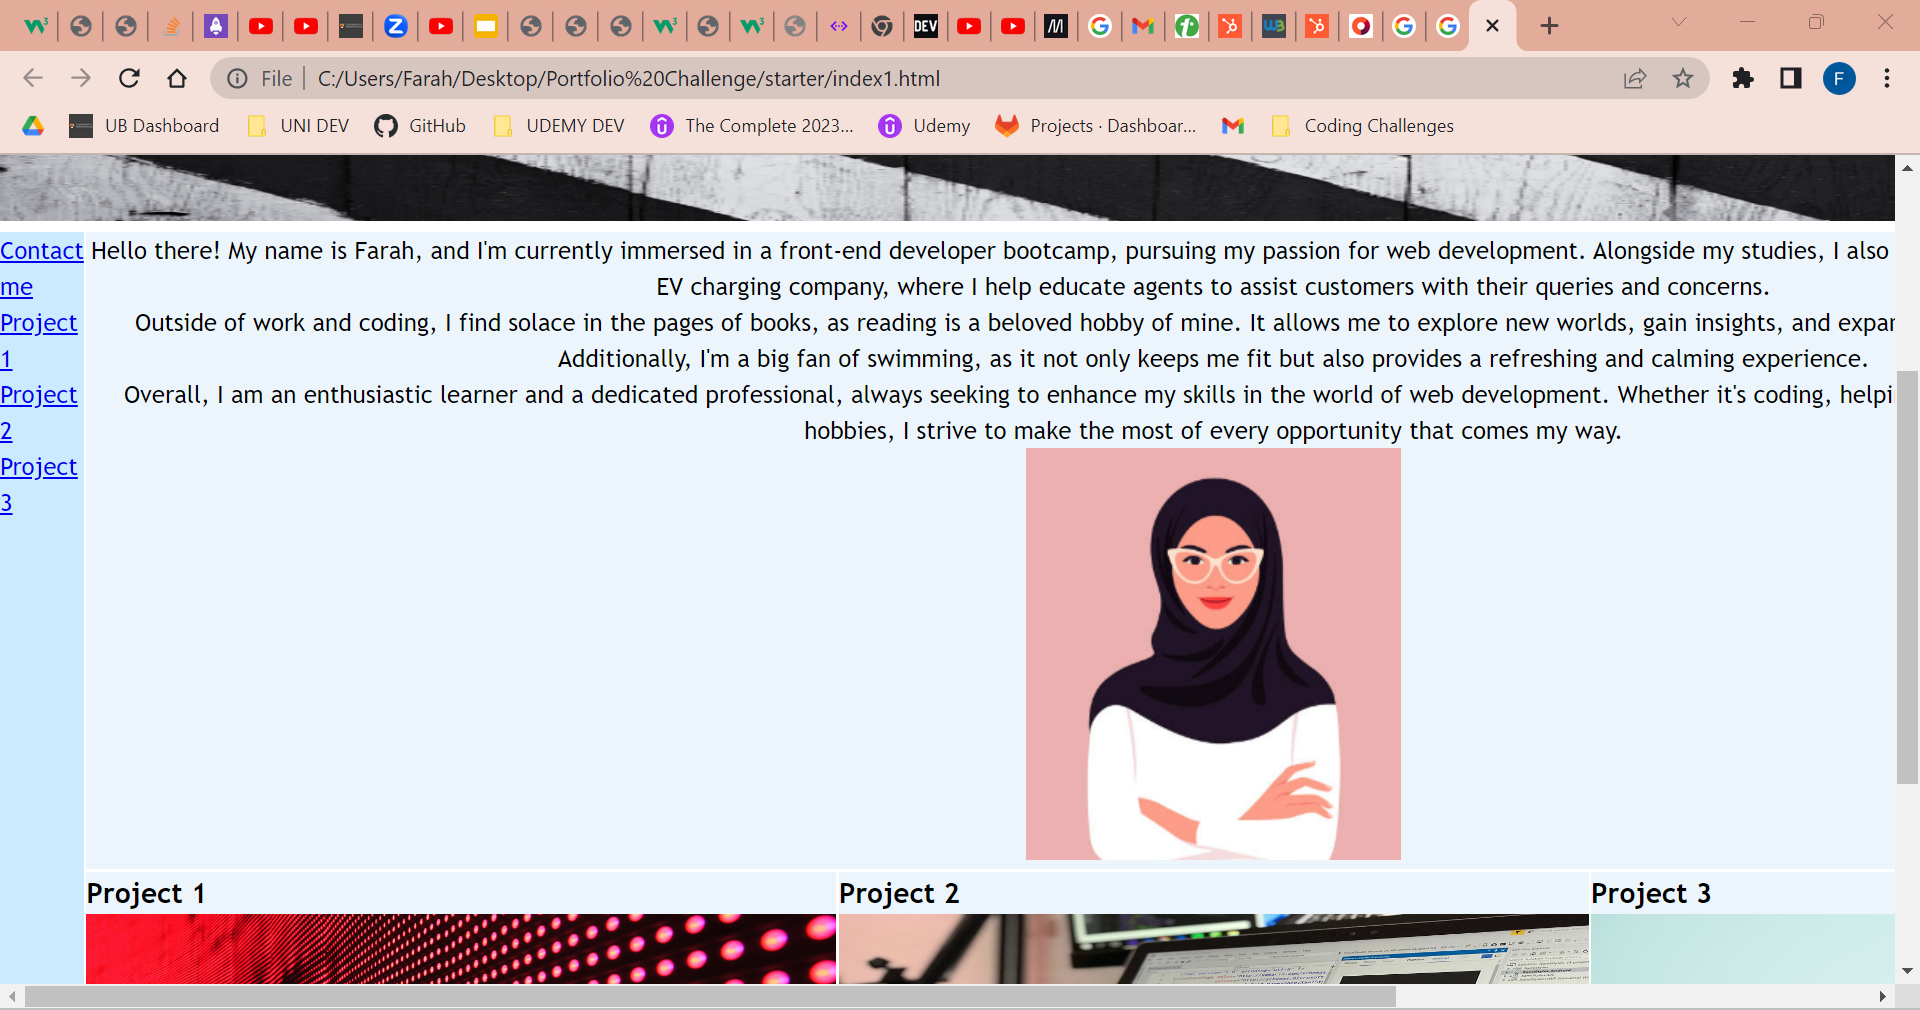 DEV
File
C:/Users/Farah/Desktop/Portfolio%20Challenge/starter/index1.html
F
UB Dashboard
UNI DEV
GitHub
UDEMY DEV
The Complete 2023...
Udemy
Projects · Dashboar...
Coding Challenges
Contact
me
Project
1
Project
2
Project
3
Hello there! My name is Farah, and I'm currently immersed in a front-end developer bootcamp, pursuing my passion for web development. Alongside my studies, I also
EV charging company, where I help educate agents to assist customers with their queries and concerns.
Outside of work and coding, I find solace in the pages of books, as reading is a beloved hobby of mine. It allows me to explore new worlds, gain insights, and expan
Additionally, I'm a big fan of swimming, as it not only keeps me fit but also provides a refreshing and calming experience.
Overall, I am an enthusiastic learner and a dedicated professional, always seeking to enhance my skills in the world of web development. Whether it's coding, helpi
hobbies, I strive to make the most of every opportunity that comes my way.
Project 1
Project 2
Project 3